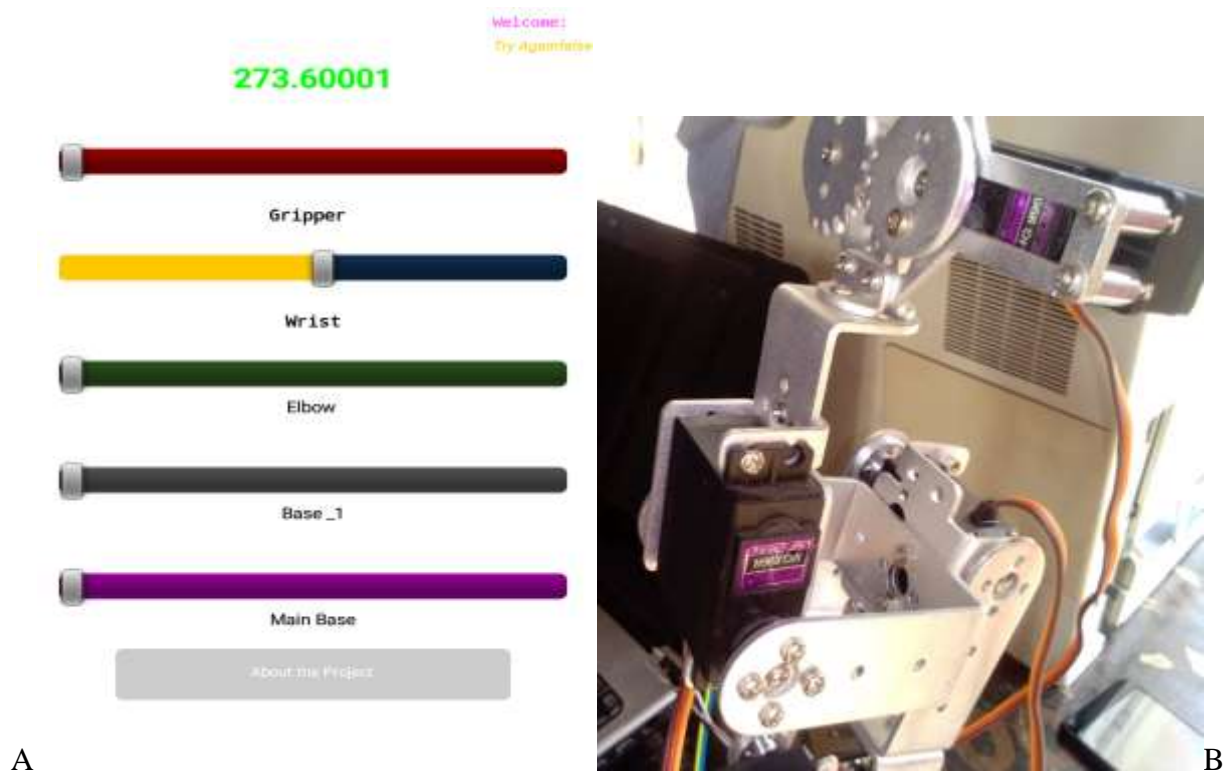 Welcome:
Try Againfalse
273.60001
Gripper
Wrist
Elbow
Base_1
Main Base
About the Project
A
B